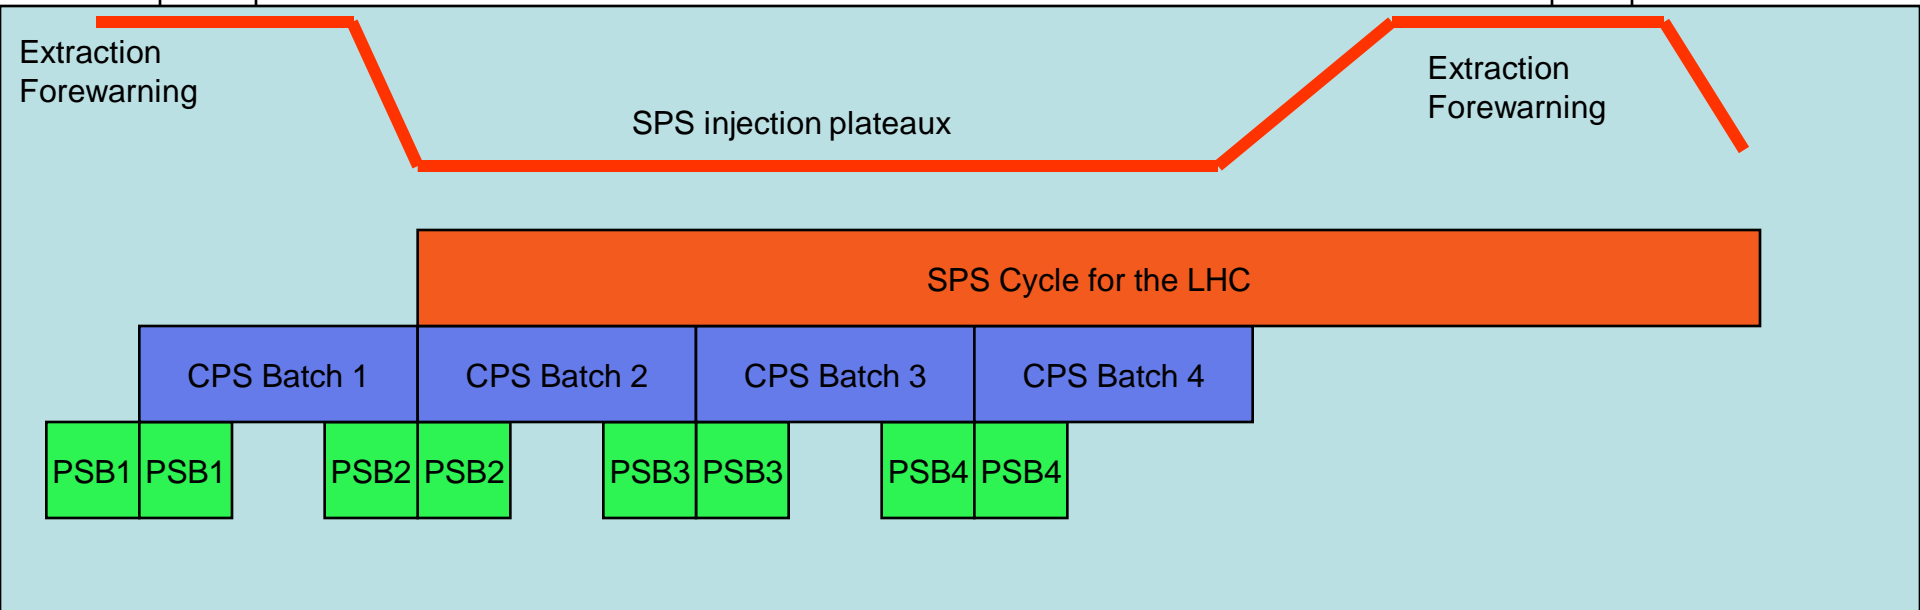 Extraction
Forewarning
SPS injection plateaux
Extraction
Forewarning
SPS Cycle for the LHC
CPS Batch 1 CPS Batch 2 CPS Batch 3 CPS Batch 4
PSB1 PSB1 PSB2 PSB2 PSB3 PSB3 PSB4 PSB4